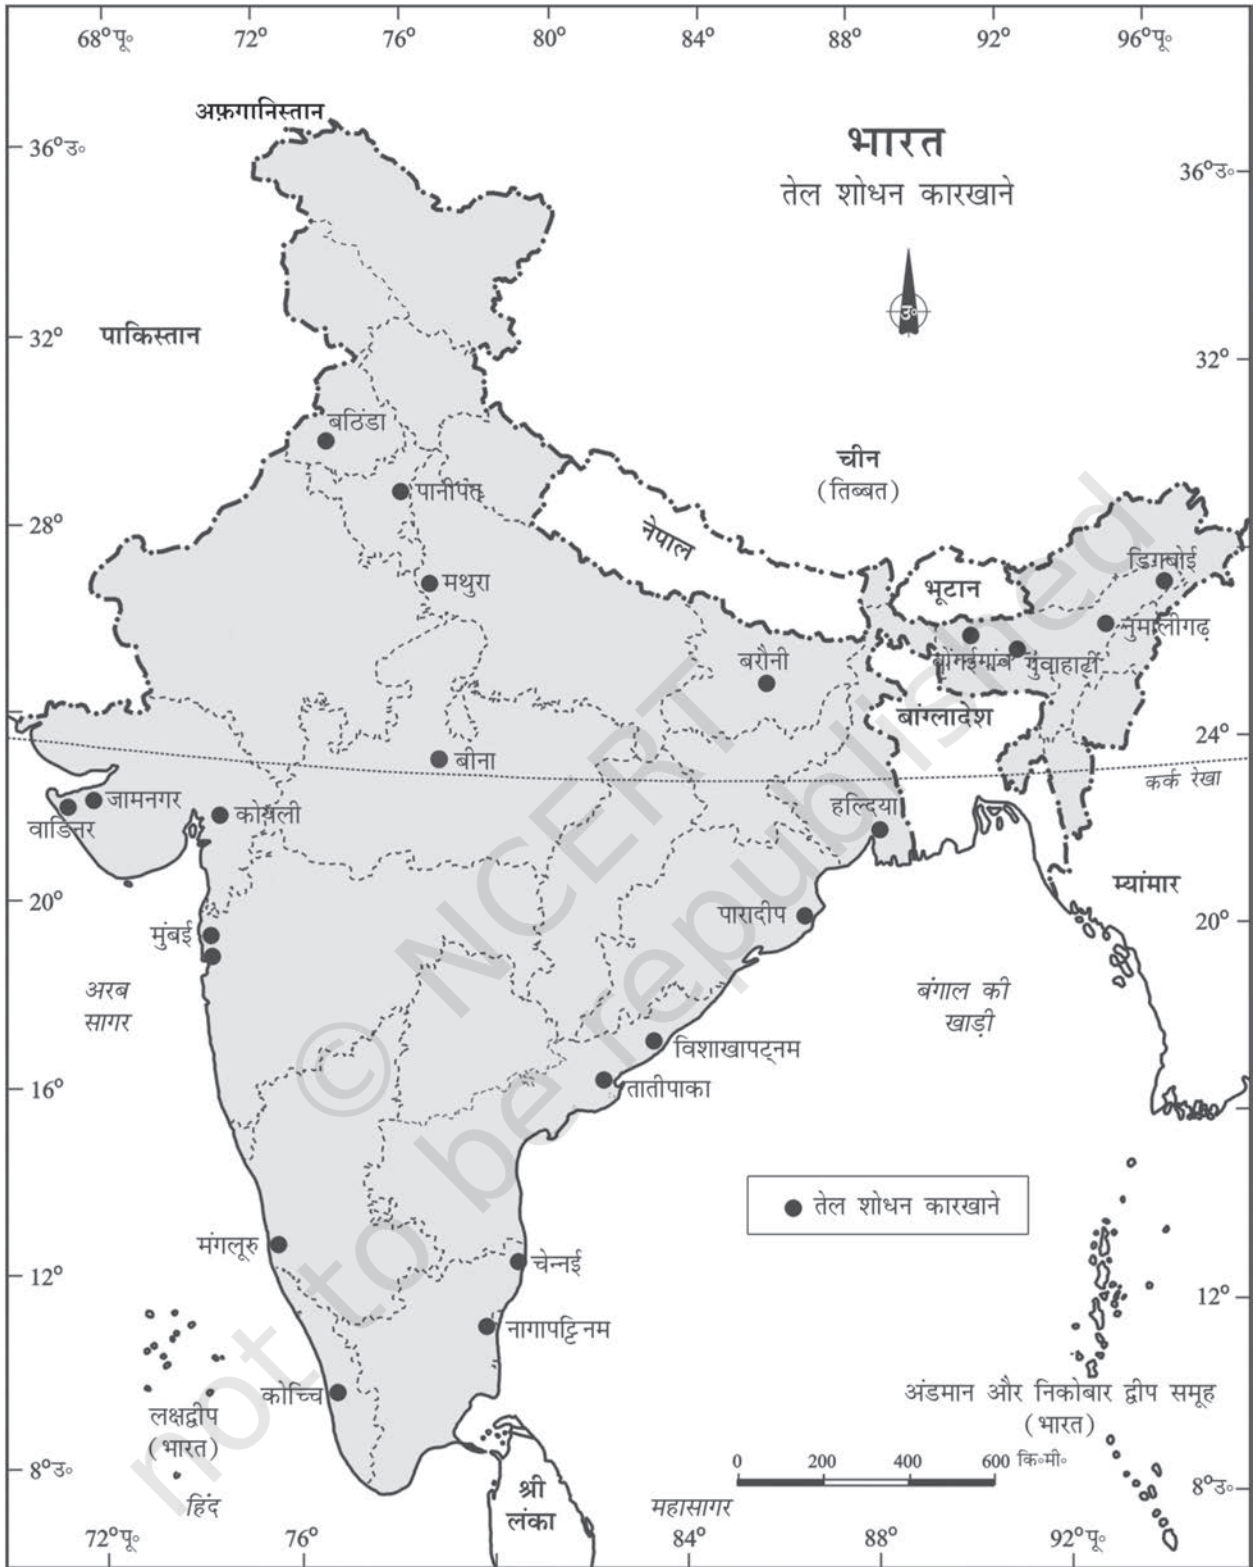 68°पू॰ 72° 76° 80° 84° 88° 92° 96°पू॰
अफ़गानिस्तान
भारत
तेल शोधन कारखाने
36°उ॰
36°उ॰
उ॰
पाकिस्तान
32°
32°
बठिंडा
चीन
(तिब्बत)
पानीपत
28°
नेपाल
डिगबोई
मथुरा
भूटान
नुमालीगढ़
बरौनी
बोंगईगांव गुवाहाटी
बांग्लादेश
24°
बीना
कर्क रेखा
जामनगर
वाडिनर
कोयली
हल्दिया
म्यांमार
20°
20°
पारादीप
मुंबई
अरब
सागर
बंगाल की
खाड़ी
विशाखापट्नम
16°
तातीपाका
तेल शोधन कारखाने
मंगलूरु
चेन्नई
12°
12°
नागापट्टिनम
कोच्चि
अंडमान और निकोबार द्वीप समूह
(भारत)
लक्षद्वीप
(भारत)
0 200 400 600 कि॰मी॰
8°उ॰
8°उ॰
श्री
लंका
हिंद
महासागर
72°पू॰ 76° 84° 88° 92°पू॰
© NCERT
not to be republished